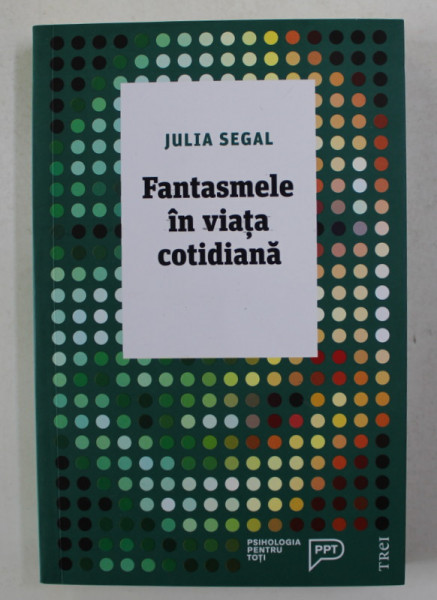 JULIA SEGAL
Fantasmele
în viața
cotidiană
PSIHOLOGIA
PENTRU
TOȚI
PPT
TREI